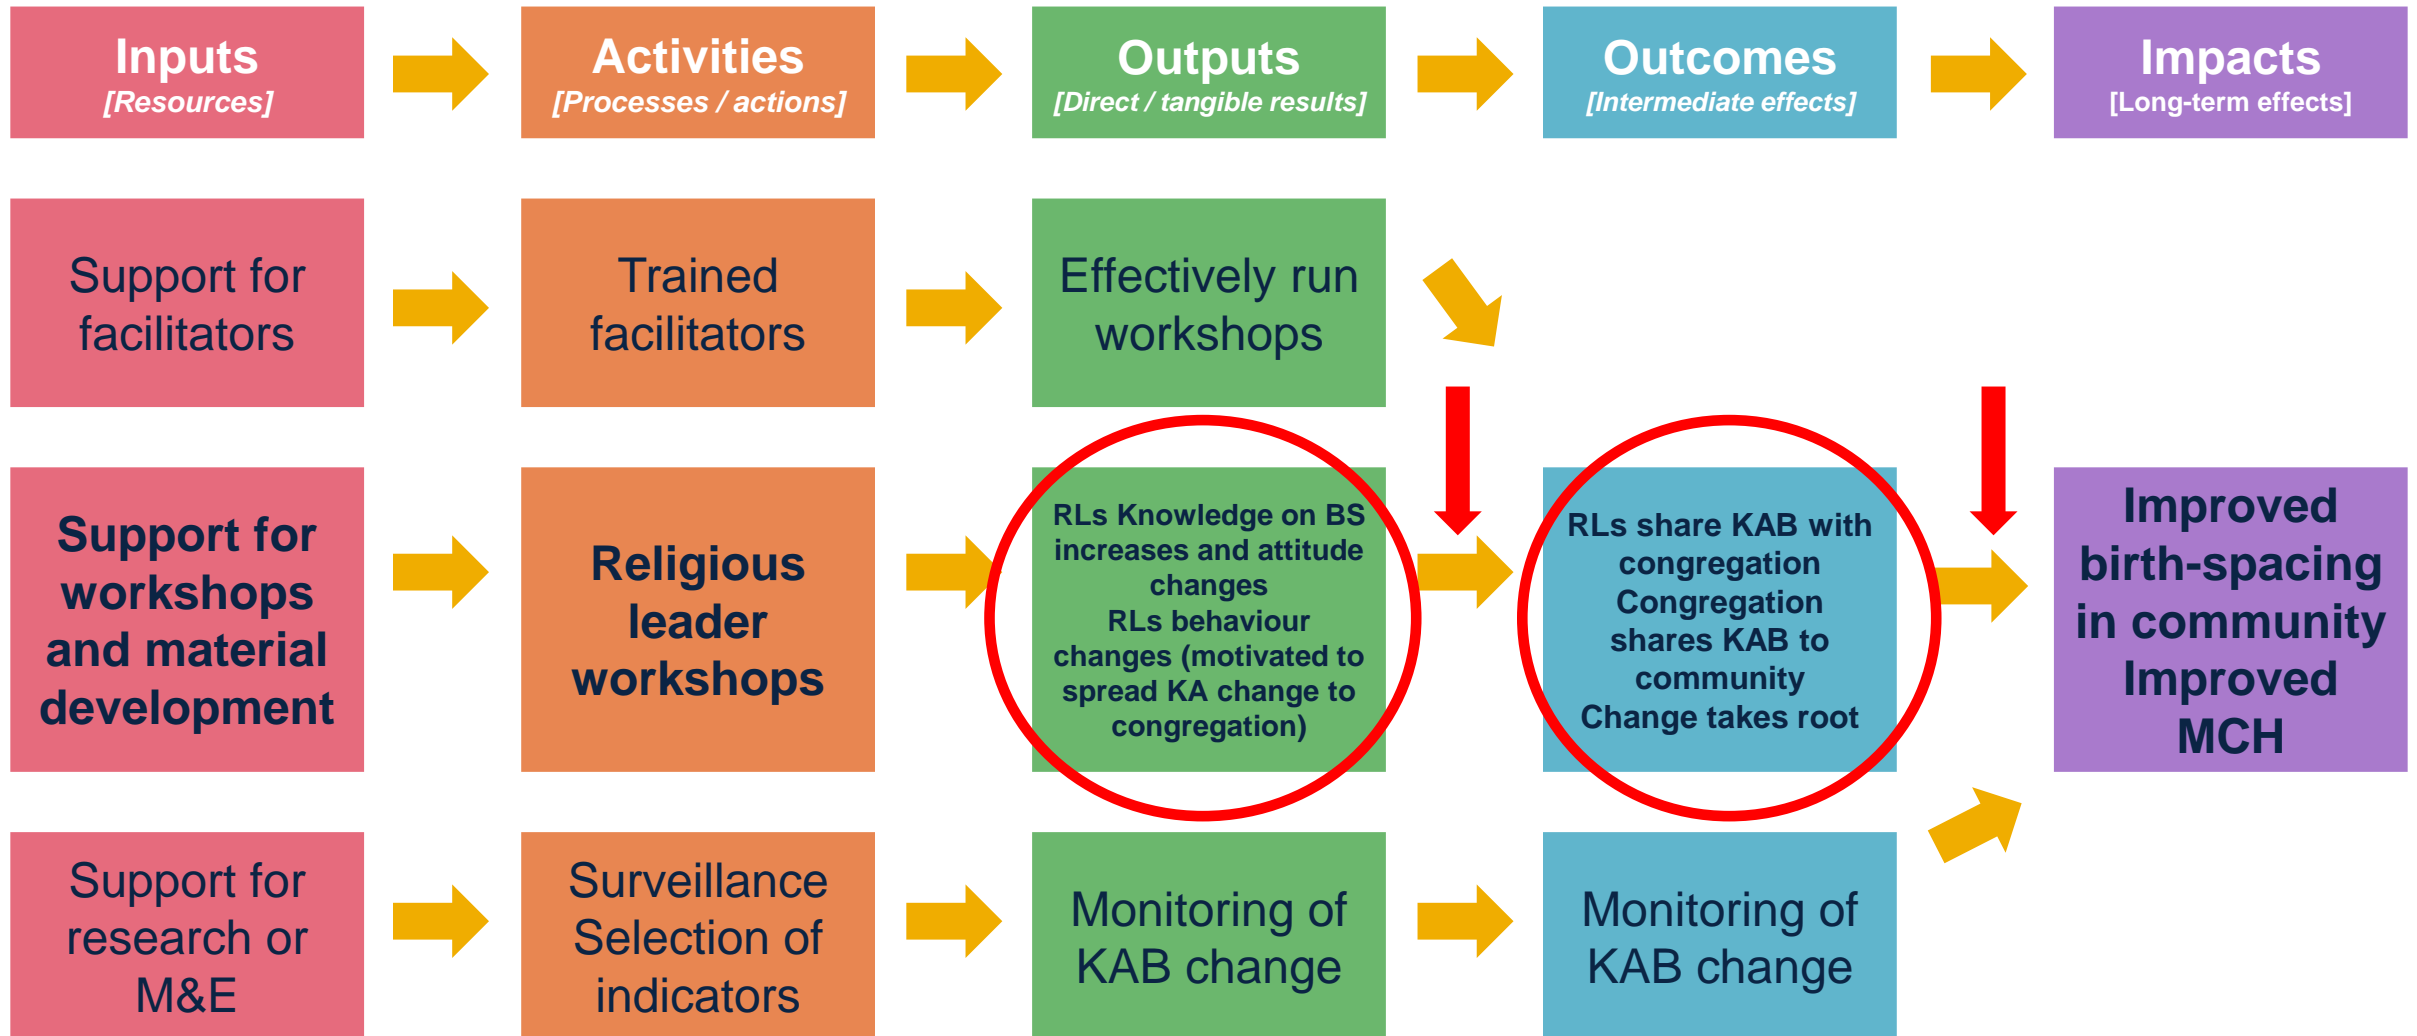 Inputs
[Resources]
Activities
[Processes / actions]
Outputs
[Direct / tangible results]
Outcomes
[Intermediate effects]
Impacts
[Long-term effects]
Support for
facilitators
Trained
facilitators
Effectively run
workshops
Support for
workshops
and material
development
Religious
leader
workshops
RLs Knowledge on BS
increases and attitude
changes
RLs behaviour
changes (motivated to
spread KA change to
congregation)
RLs share KAB with
congregation
Congregation
shares KAB to
community
Change takes root
Improved
birth-spacing
in community
Improved
MCH
Support for
research or
M&E
Surveillance
Selection of
indicators
Monitoring of
KAB change
Monitoring of
KAB change